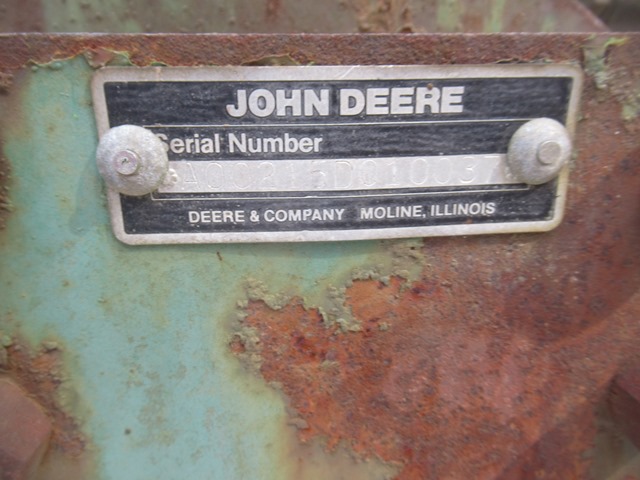 JOHN DEERE
Serial Number
DEERE & COMPANY MOLINE, ILLINOIS